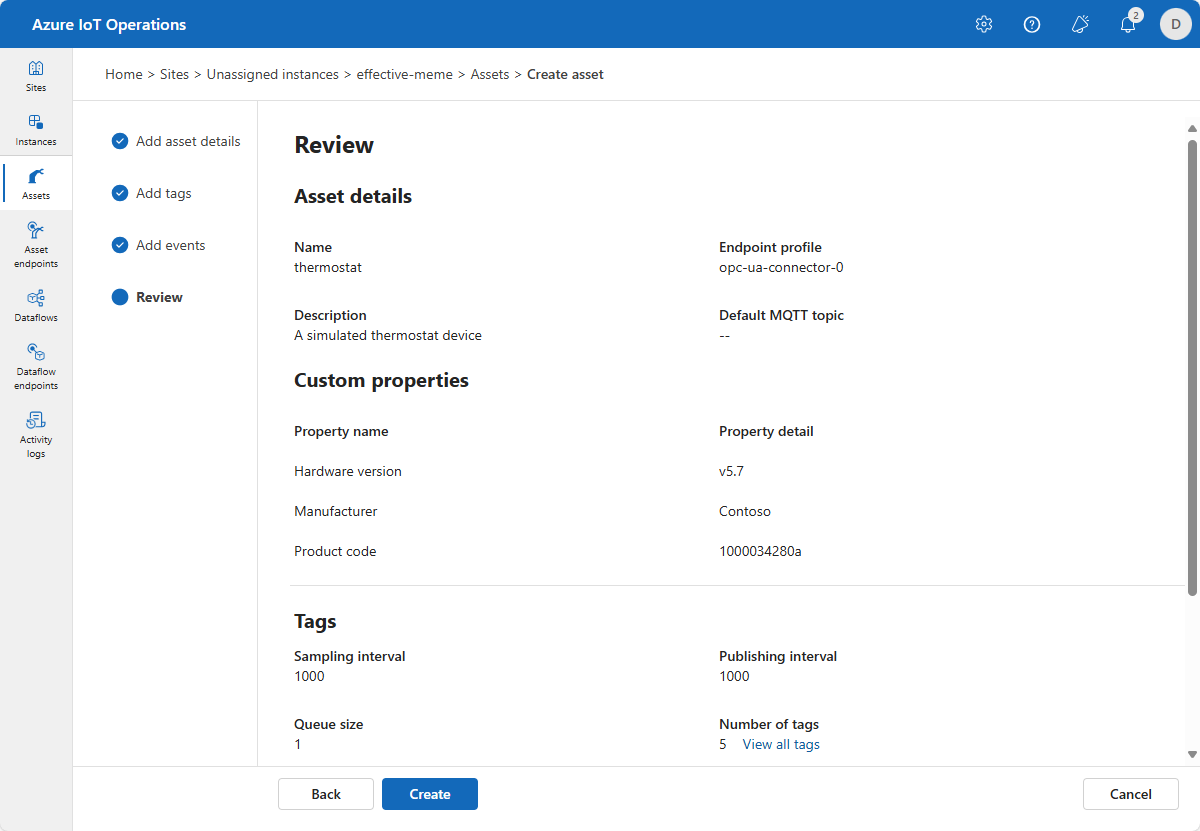 Azure IoT Operations
2
D
Sites
Instances
Assets
Asset
endpoints
Dataflows
Dataflow
endpoints
Activity
logs
Home > Sites > Unassigned instances > effective-meme > Assets > Create asset
Add asset details
Add tags
Add events
Review
Review
Asset details
Name
thermostat
Endpoint profile
opc-ua-connector-0
Description
A simulated thermostat device
Default MQTT topic
--
Custom properties
Property name
Property detail
Hardware version
v5.7
Manufacturer
Contoso
Product code
1000034280a
Tags
Sampling interval
1000
Publishing interval
1000
Queue size
1
Number of tags
5 View all tags
Back
Create
Cancel